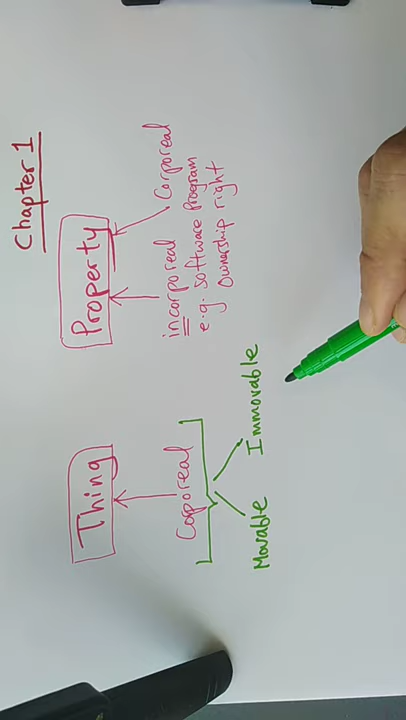 Chapter 1
Thing
Property
Corporeal
incorporeal
e.g. software program
ownership right
Corporeal
Movable
Immovable